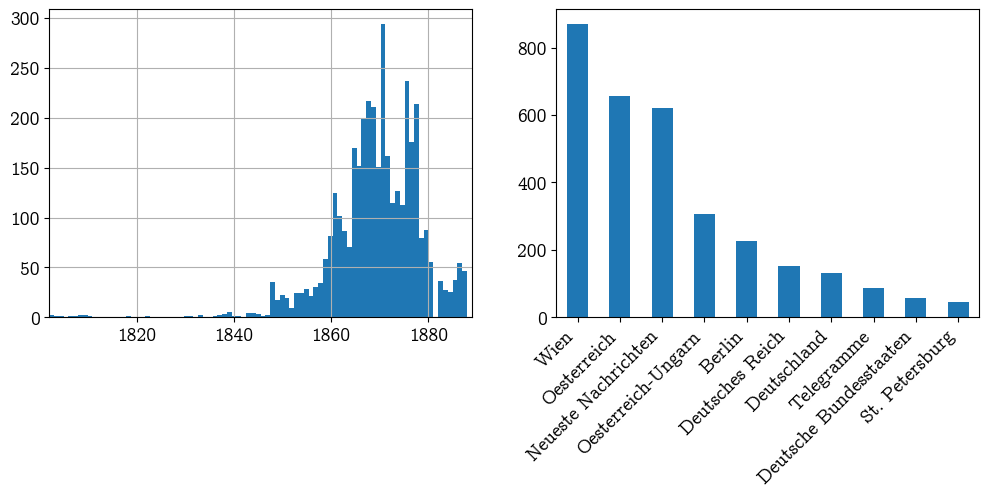 300
250
200
150
100
50
0
1820 1840 1860 1880
800
600
400
200
0
Wien
Oesterreich
Neueste Nachrichten
Oesterreich-Ungarn
Berlin
Deutsches Reich
Deutschland
Telegramme
Deutsche Bundesstaaten
St. Petersburg